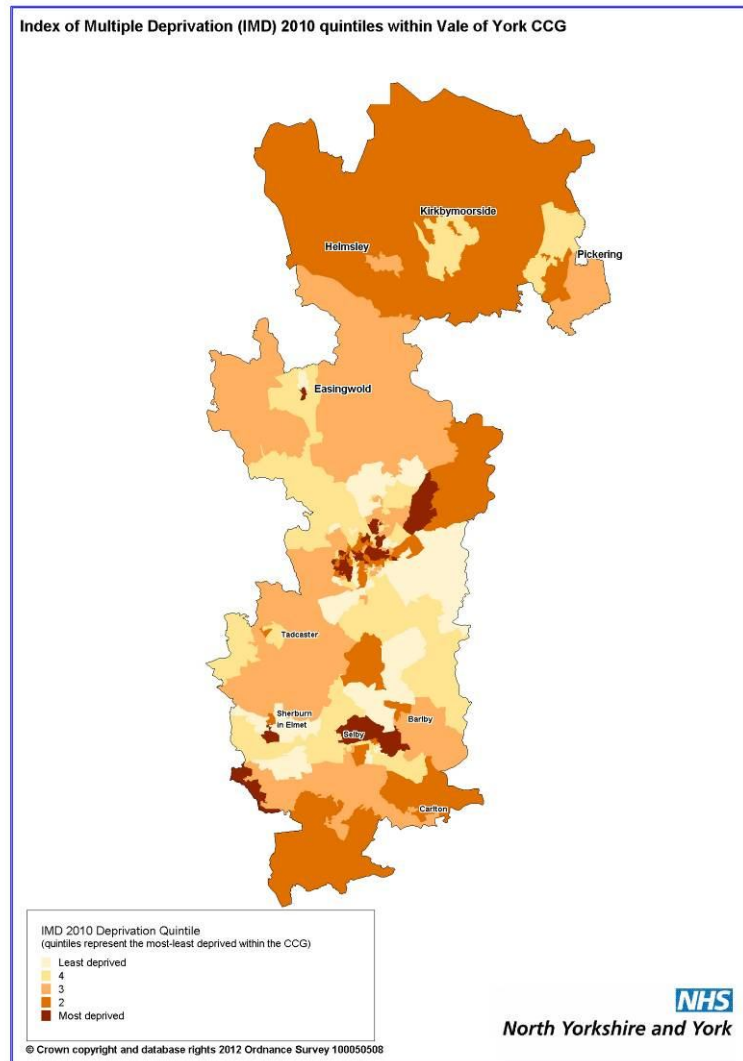 Index of Multiple Deprivation (IMD) 2010 quintiles within Vale of York CCG
Kirkbymoorside
Helmsley
Pickering
Easingwold
Tadcaster
Sherburn
in Elmet
Barlby
Selby
Carlton
IMD 2010 Deprivation Quintile
(quintiles represent the most-least deprived within the CCG)
Least deprived
4
3
2
Most deprived
NHS
North Yorkshire and York
© Crown copyright and database rights 2012 Ordnance Survey 100050508